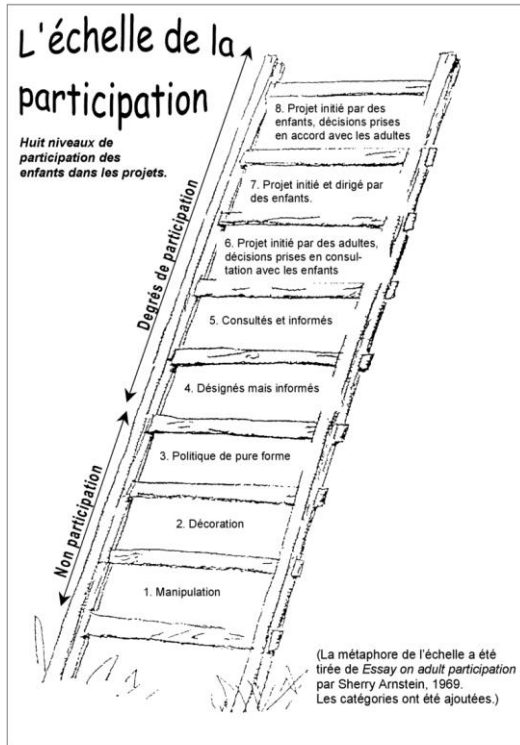 L'échelle de la
participation
Huit niveaux de
participation des
enfants dans les projets.
Degrés de participation
Non participation
8. Projet initié par des
enfants, décisions prises
en accord avec les adultes
7. Projet initié et dirigé par
des enfants.
6. Projet initié par des adultes,
décisions prises en consul-
tation avec les enfants
5. Consultés et informés
4. Désignés mais informés
3. Politique de pure forme
2. Décoration
1. Manipulation
(La métaphore de l'échelle a été
tirée de Essay on adult participation
par Sherry Arnstein, 1969.
Les catégories ont été ajoutées.)